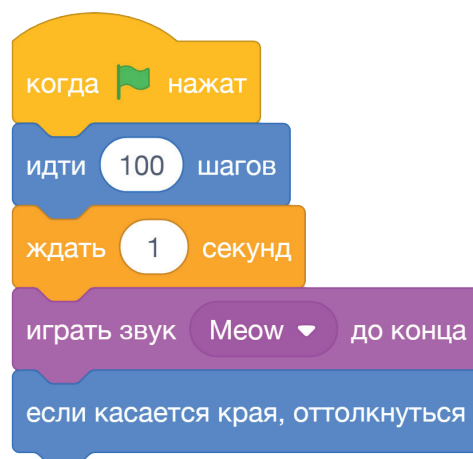 когда нажат
идти 100 шагов
ждать 1 секунд
играть звук Meow до конца
если касается края, оттолкнуться